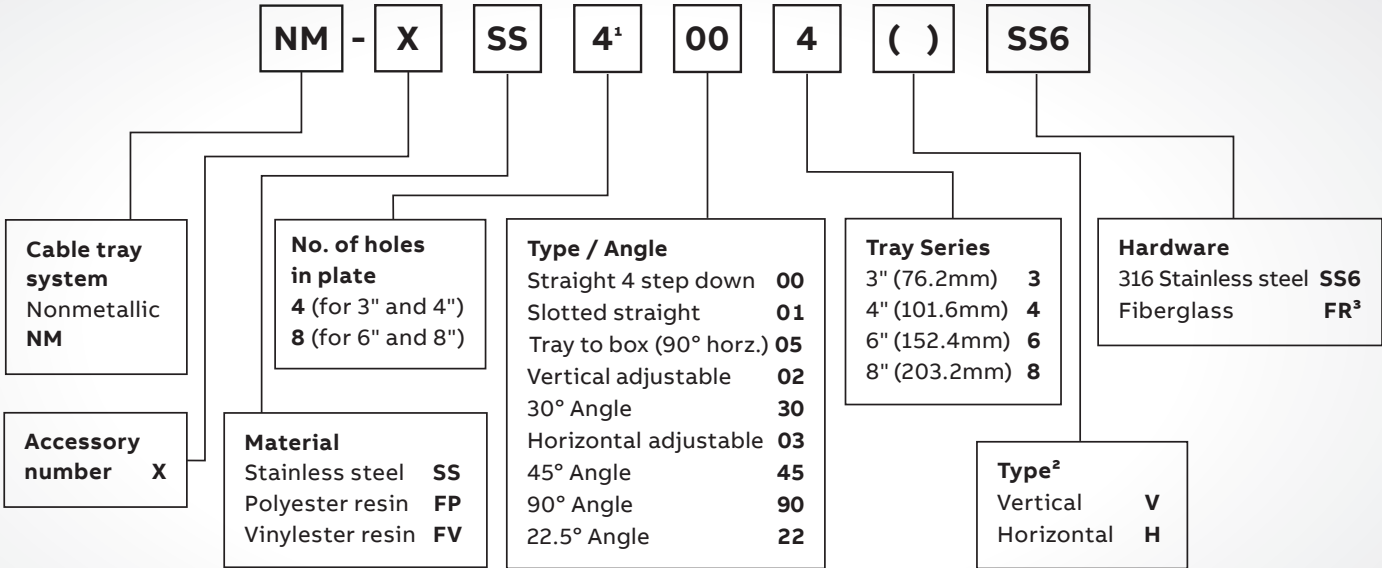 NM - X SS 4¹ 00 4 ( ) SS6
Cable tray
system
Nonmetallic
NM
No. of holes
in plate
4 (for 3" and 4")
8 (for 6" and 8")
Type / Angle
Straight 4 step down 00
Slotted straight 01
Tray to box (90° horz.) 05
Vertical adjustable 02
30° Angle 30
Horizontal adjustable 03
45° Angle 45
90° Angle 90
22.5° Angle 22
Tray Series
3" (76.2mm) 3
4" (101.6mm) 4
6" (152.4mm) 6
8" (203.2mm) 8
Hardware
316 Stainless steel SS6
Fiberglass FR³
Accessory
number X
Material
Stainless steel SS
Polyester resin FP
Vinylester resin FV
Type²
Vertical V
Horizontal H